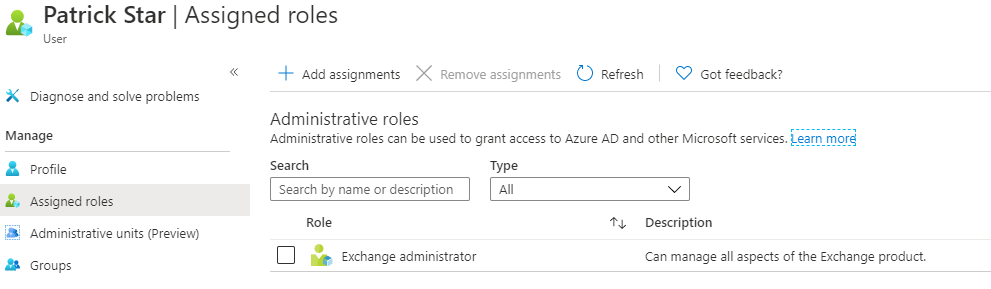 Patrick Star | Assigned roles
User
«
Diagnose and solve problems
Manage
Profile
Assigned roles
Administrative units (Preview)
Groups
Add assignments Remove assignments Refresh Got feedback?
Administrative roles
Administrative roles can be used to grant access to Azure AD and other Microsoft services. Learn more
Search Type
Search by name or description All
Role Description
Exchange administrator Can manage all aspects of the Exchange product.